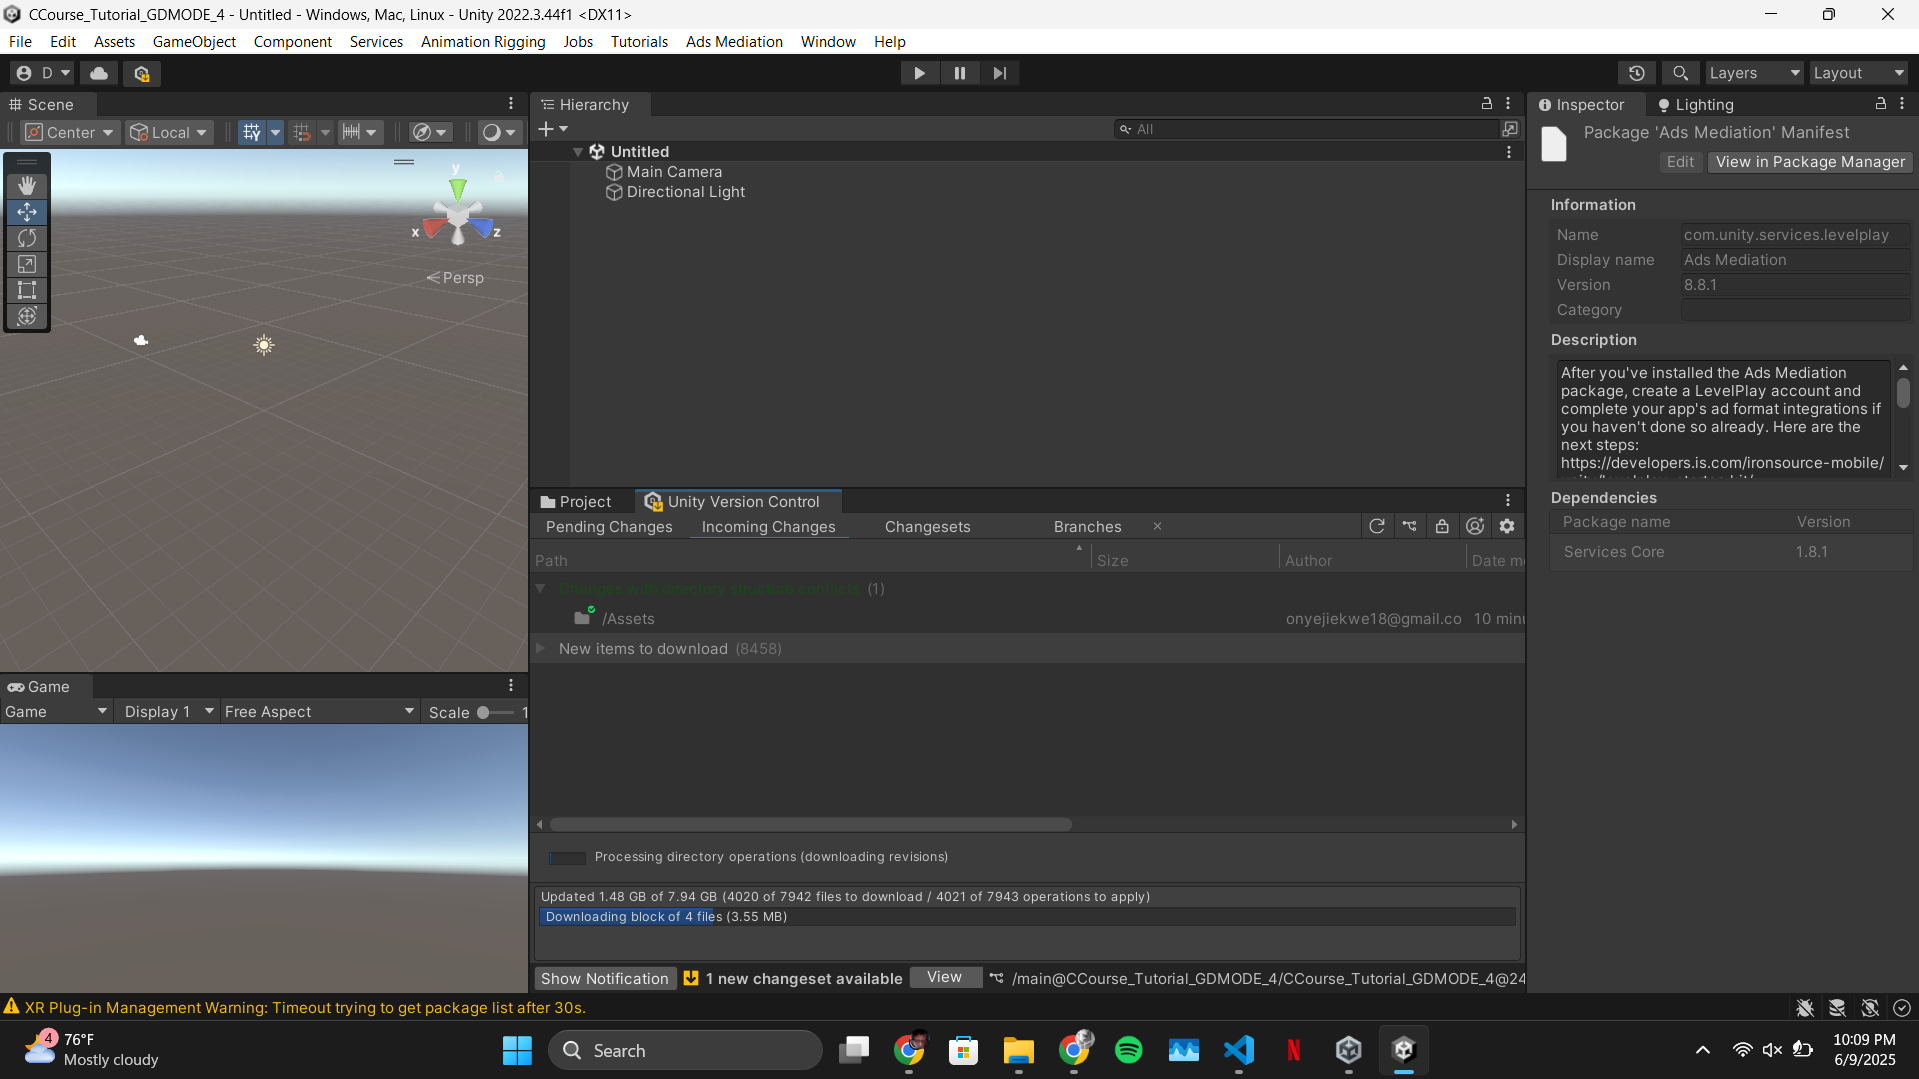 CCourse_Tutorial_GDMODE_4 - Untitled - Windows, Mac, Linux - Unity 2022.3.44f1 <DX11>
File Edit Assets GameObject Component Services Animation Rigging Jobs Tutorials Ads Mediation Window Help
D Layers Layout
Scene
Center Local
y
x z
Persp
Hierarchy
All
Untitled
Main Camera
Directional Light
Inspector Lighting
Package 'Ads Mediation' Manifest
Edit View in Package Manager
Information
Name com.unity.services.levelplay
Display name Ads Mediation
Version 8.8.1
Category
Description
After you've installed the Ads Mediation
package, create a LevelPlay account and
complete your app's ad format integrations if
you haven't done so already. Here are the
next steps:
https://developers.is.com/ironsource-mobile/
Dependencies
Package name Version
Services Core 1.8.1
Project Unity Version Control
Pending Changes Incoming Changes Changesets Branches
Path Size Author Date m
Changes with directory structure conflicts (1)
/Assets onyejiekwe18@gmail.co 10 minu
New items to download (8458)
Processing directory operations (downloading revisions)
Updated 1.48 GB of 7.94 GB (4020 of 7942 files to download / 4021 of 7943 operations to apply)
Downloading block of 4 files (3.55 MB)
Show Notification 1 new changeset available View /main@CCourse_Tutorial_GDMODE_4/CCourse_Tutorial_GDMODE_4@24
Game
Game Display 1 Free Aspect Scale 1
XR Plug-in Management Warning: Timeout trying to get package list after 30s.
4
76°F
Mostly cloudy
Search
N
10:09 PM
6/9/2025